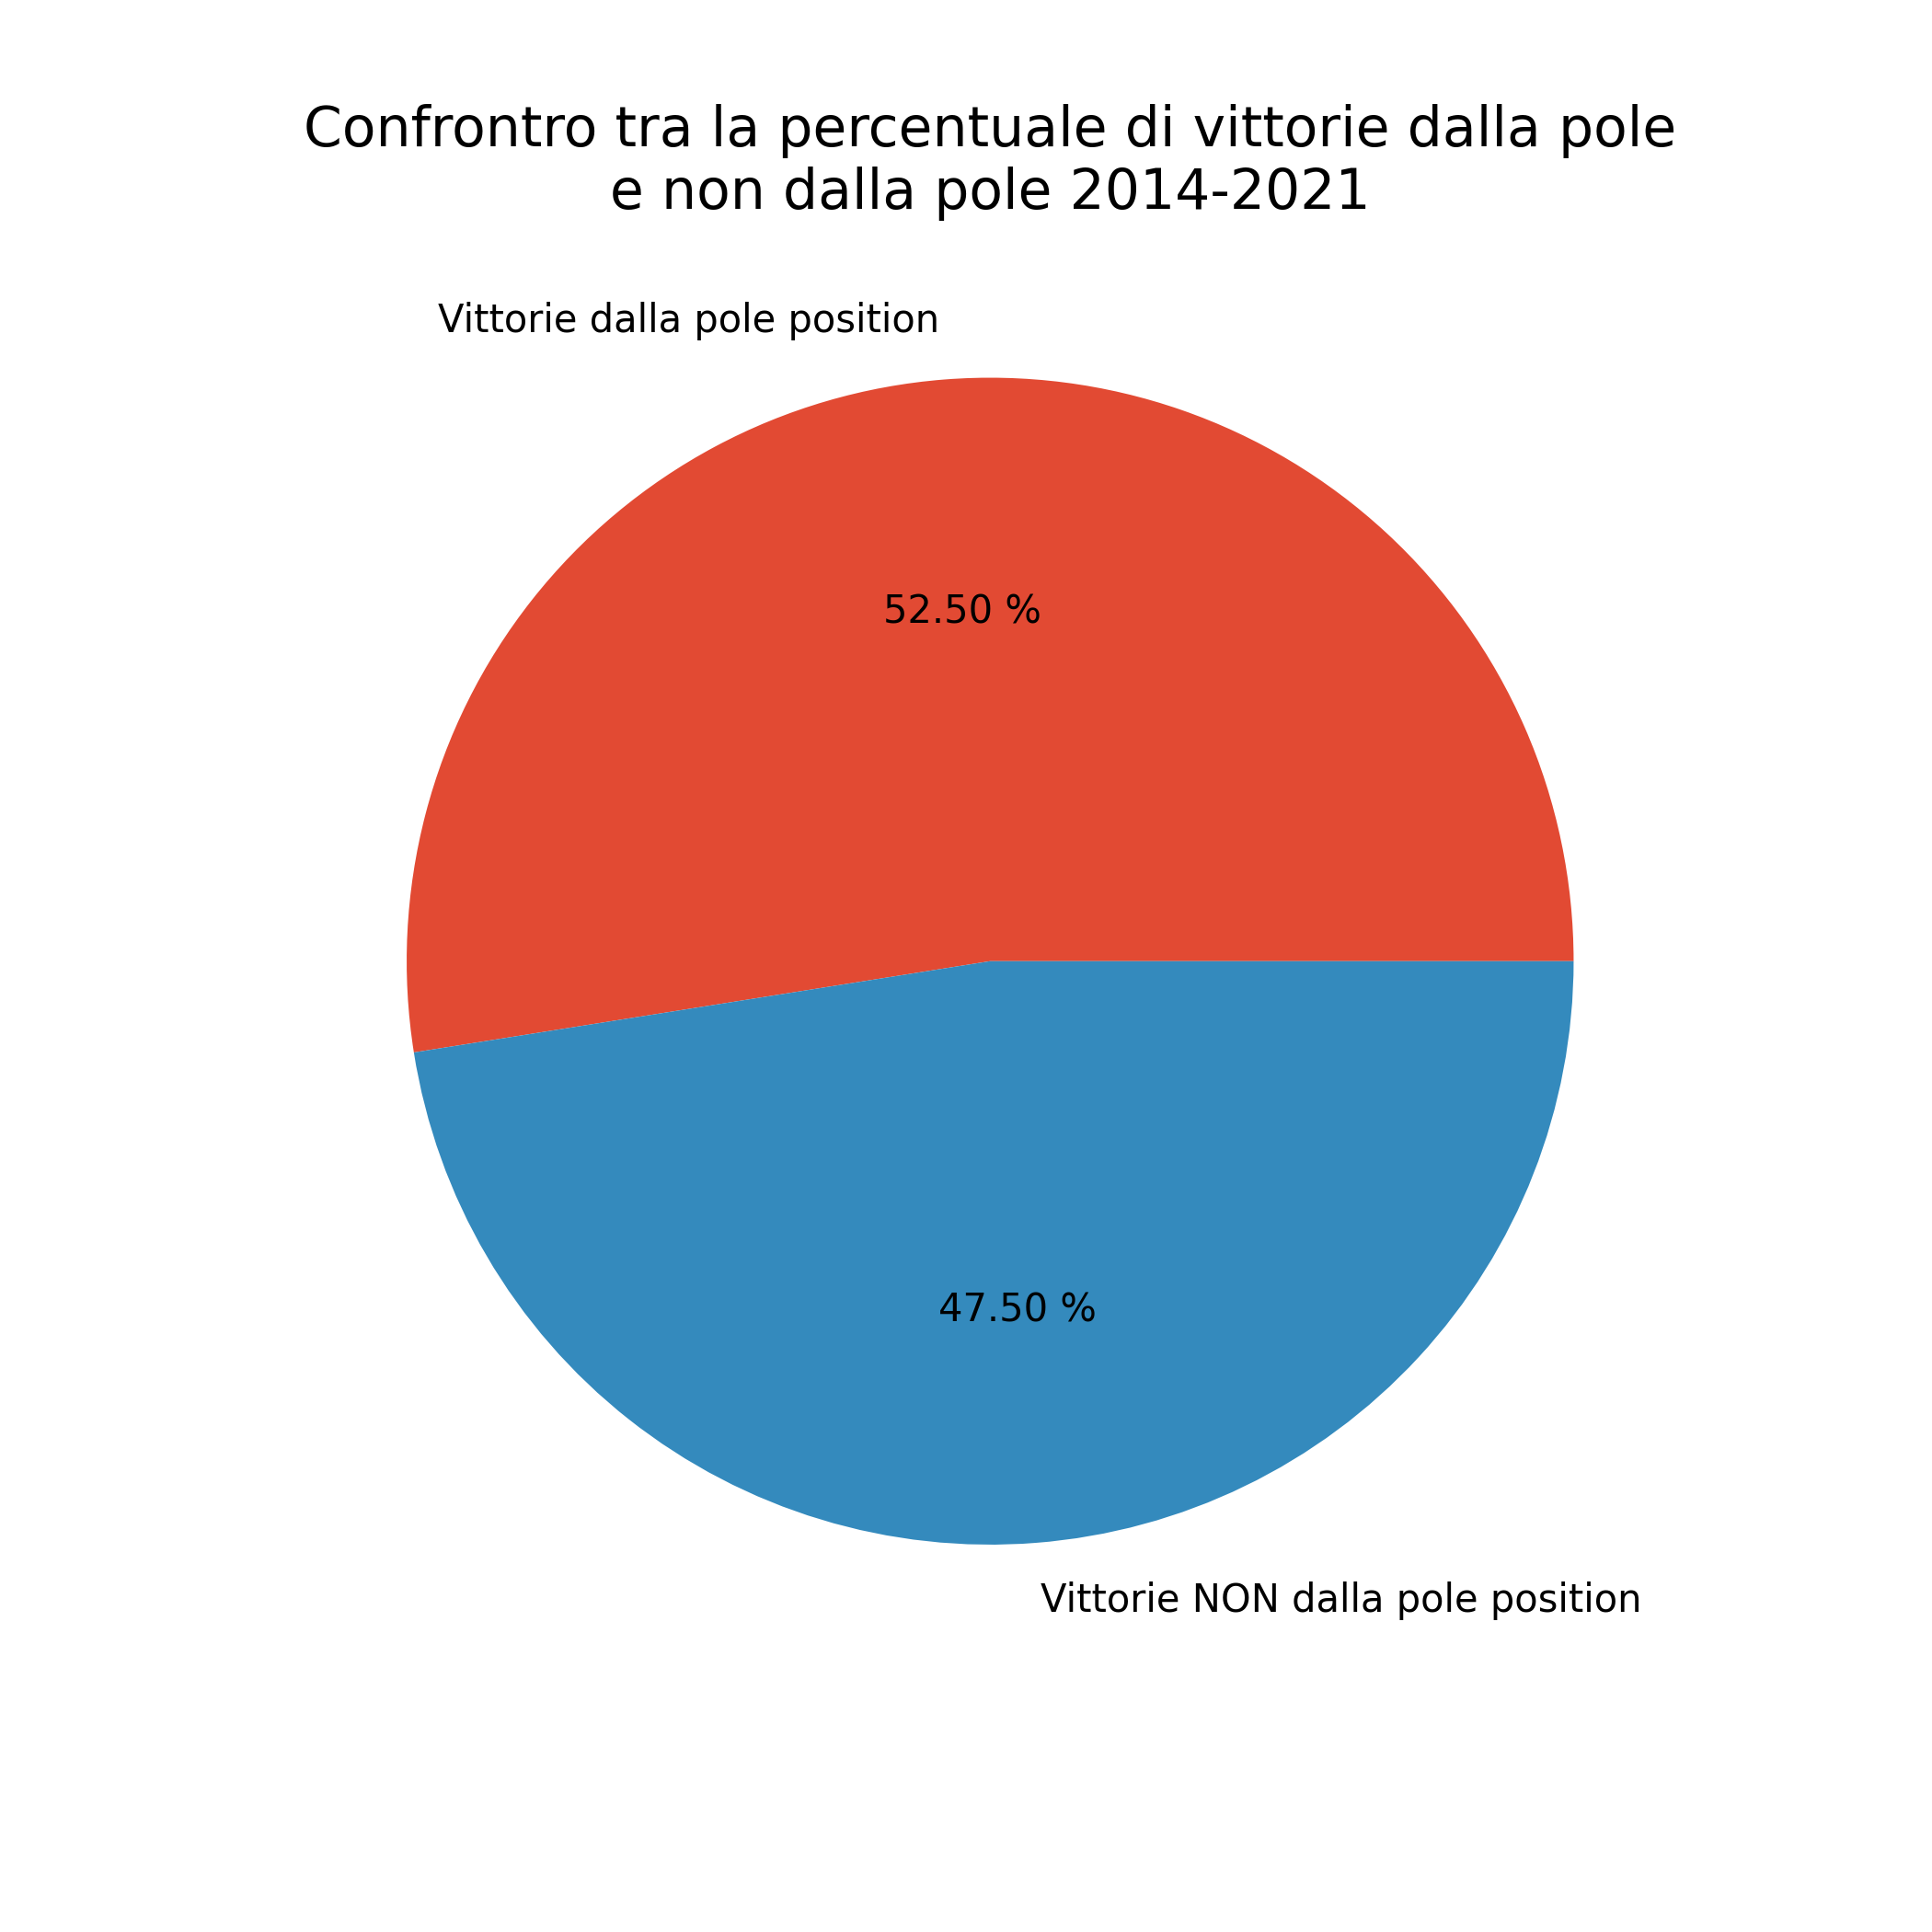 Confrontro tra la percentuale di vittorie dalla pole
e non dalla pole 2014-2021
Vittorie dalla pole position
52.50 %
47.50 %
Vittorie NON dalla pole position